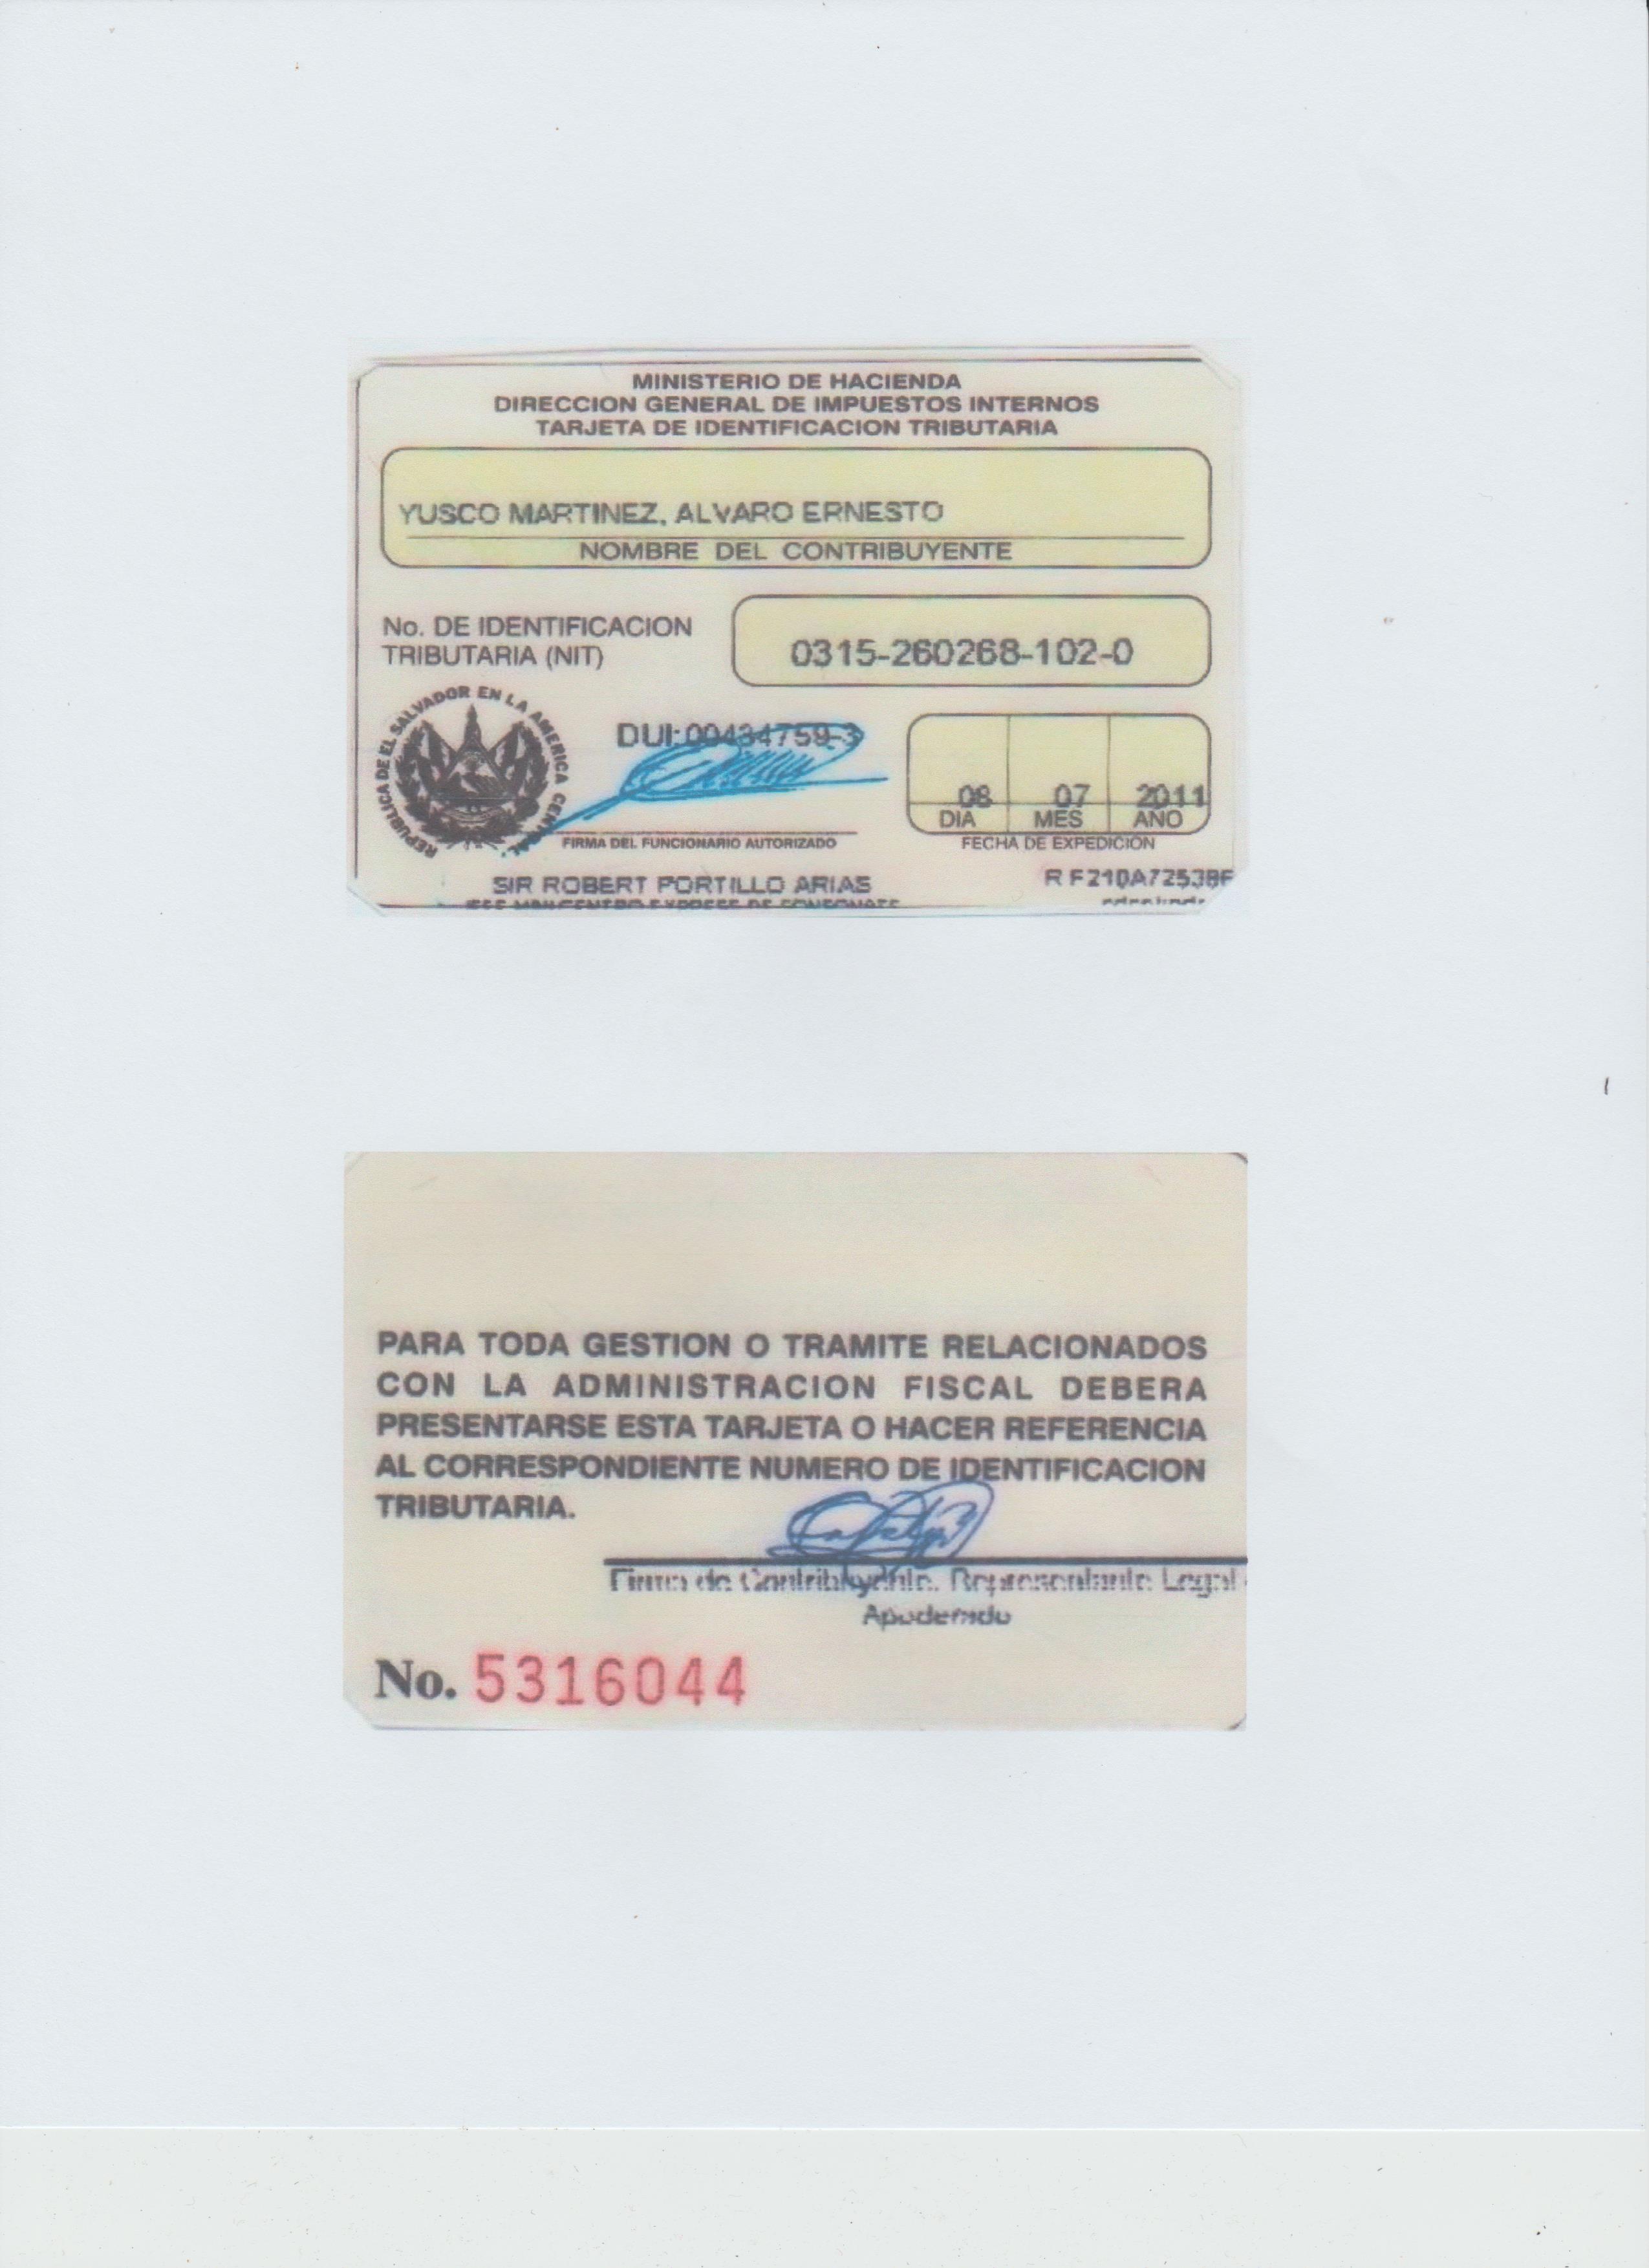 MINISTERIO DE HACIENDA
DIRECCION GENERAL DE IMPUESTOS INTERNOS
TARJETA DE IDENTIFICACION TRIBUTARIA
YUSCO MARTINEZ, ALVARO ERNESTO
NOMBRE DEL CONTRIBUYENTE
No. DE IDENTIFICACION
TRIBUTARIA (NIT)
0315-260268-102-0
REPUBLICA DE EL SALVADOR EN LA AMERICA CENTRAL
DUI:00434759-3
08 07 2011
DIA MES AÑO
FIRMA DEL FUNCIONARIO AUTORIZADO
FECHA DE EXPEDICIÓN
SIR ROBERT PORTILLO ARIAS
EXPRESS DE SONSONATE
PARA TODA GESTION O TRAMITE RELACIONADOS
CON LA ADMINISTRACION FISCAL DEBERA
PRESENTARSE ESTA TARJETA O HACER REFERENCIA
AL CORRESPONDIENTE NUMERO DE IDENTIFICACION
TRIBUTARIA.
Firma de Contribuyente, Representante Legal
Apoderado
No. 5316044